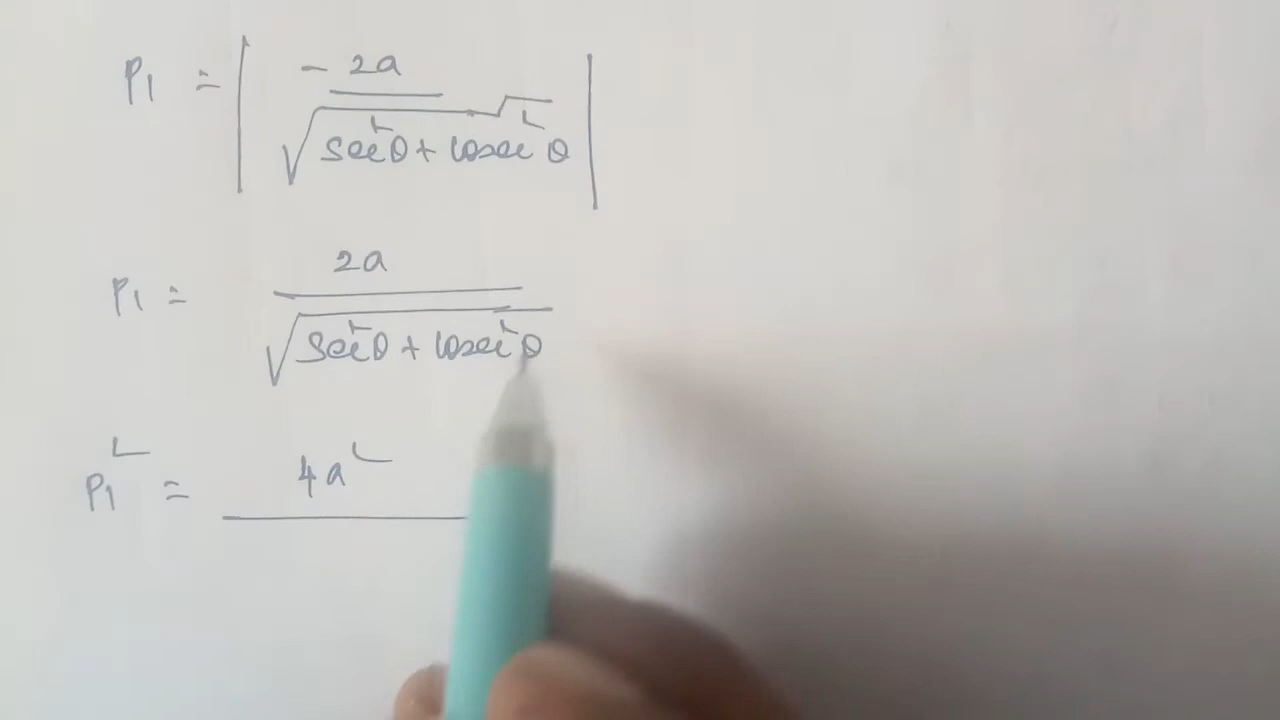 P₁ = | -2a / √(sec²θ + cosec²θ) |
P₁ = 2a / √(sec²θ + cosec²θ)
P₁² = 4a²